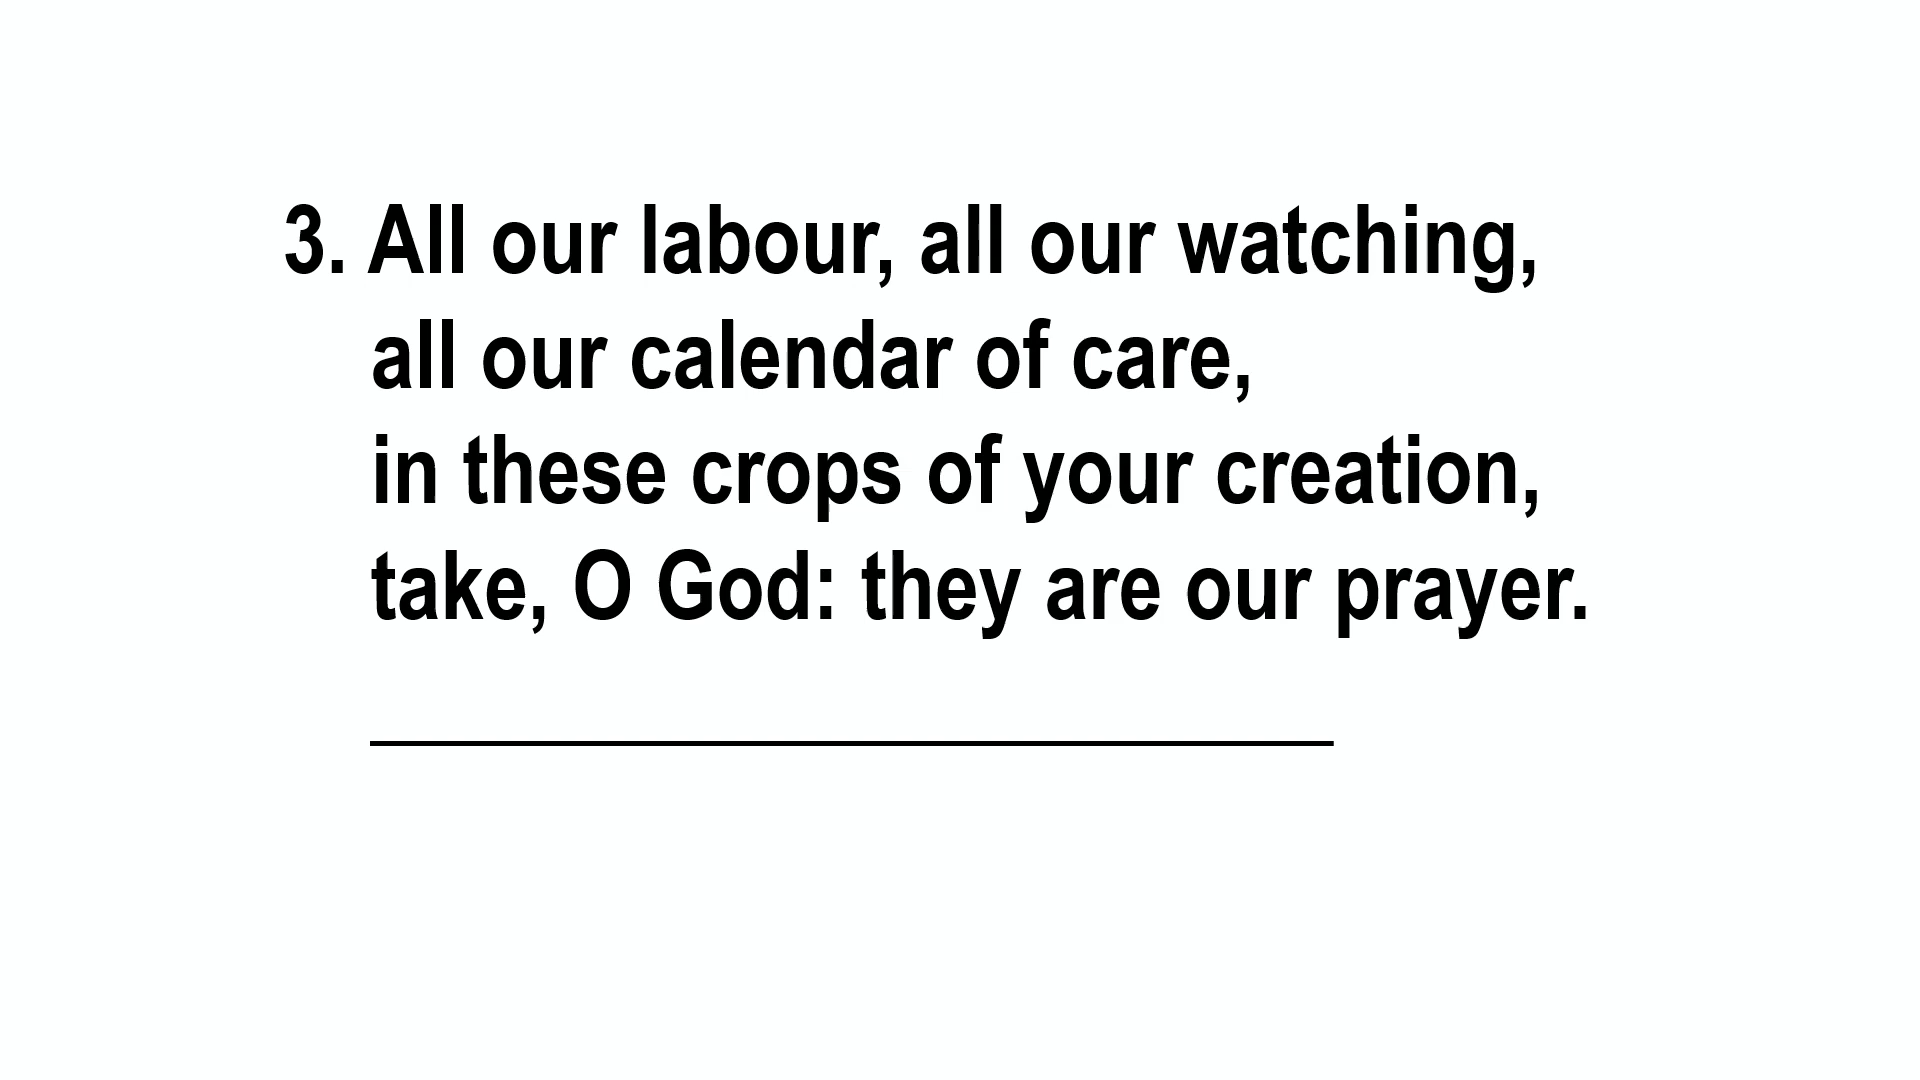 3. All our labour, all our watching,
all our calendar of care,
in these crops of your creation,
take, O God: they are our prayer.